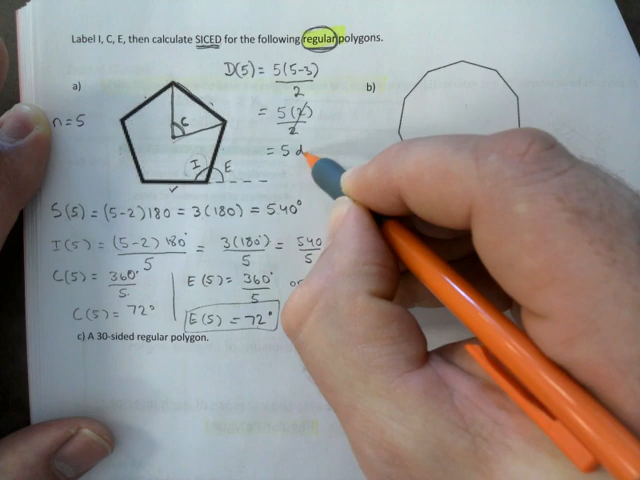 Label I, C, E, then calculate SICED for the following regular polygons.
D(5) = 5(5-3)
2
a)
b)
n=5
C
= 5(2)
2
= 5 d
I
E
S(5) = (5-2)180 = 3(180) = 540°
I(5) = (5-2) 180° = 3(180°) = 540
5 5 5
C(5) = 360°
5
E(5) = 360°
5
C(5) = 72°
E(5) = 72°
c) A 30-sided regular polygon.